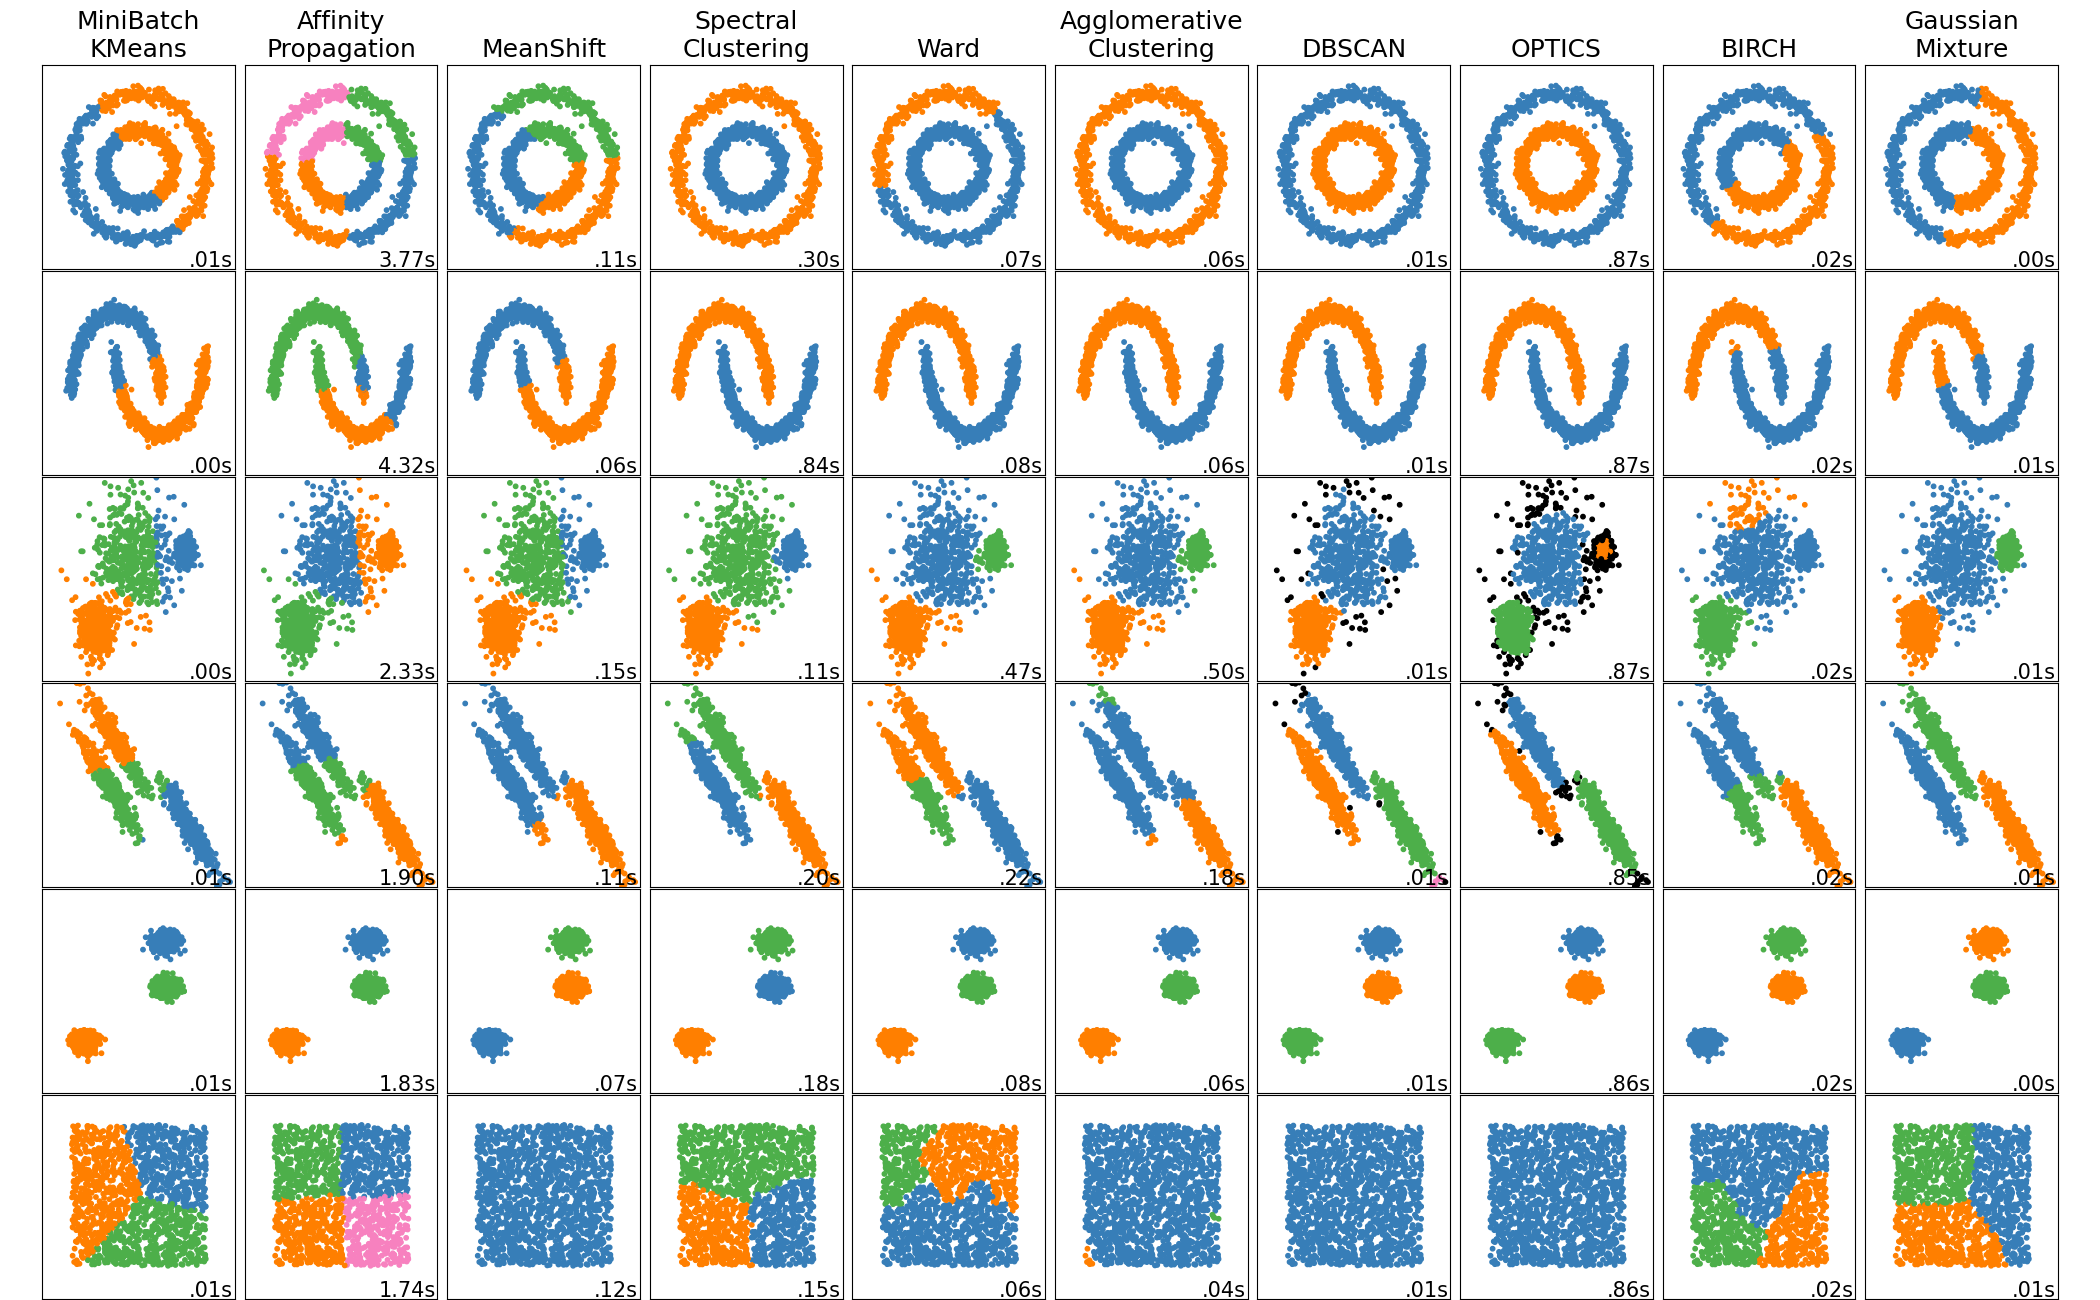 MiniBatch
KMeans
Affinity
Propagation
MeanShift
Spectral
Clustering
Ward
Agglomerative
Clustering
DBSCAN
OPTICS
BIRCH
Gaussian
Mixture
.01s
3.77s
.11s
.30s
.07s
.06s
.01s
.87s
.02s
.00s
.00s
4.32s
.06s
.84s
.08s
.06s
.01s
.87s
.02s
.01s
.00s
2.33s
.15s
.11s
.47s
.50s
.01s
.87s
.02s
.01s
.01s
1.90s
.11s
.20s
.22s
.18s
.01s
.85s
.02s
.01s
.01s
1.83s
.07s
.18s
.08s
.06s
.01s
.86s
.02s
.00s
.01s
1.74s
.12s
.15s
.06s
.04s
.01s
.86s
.02s
.01s